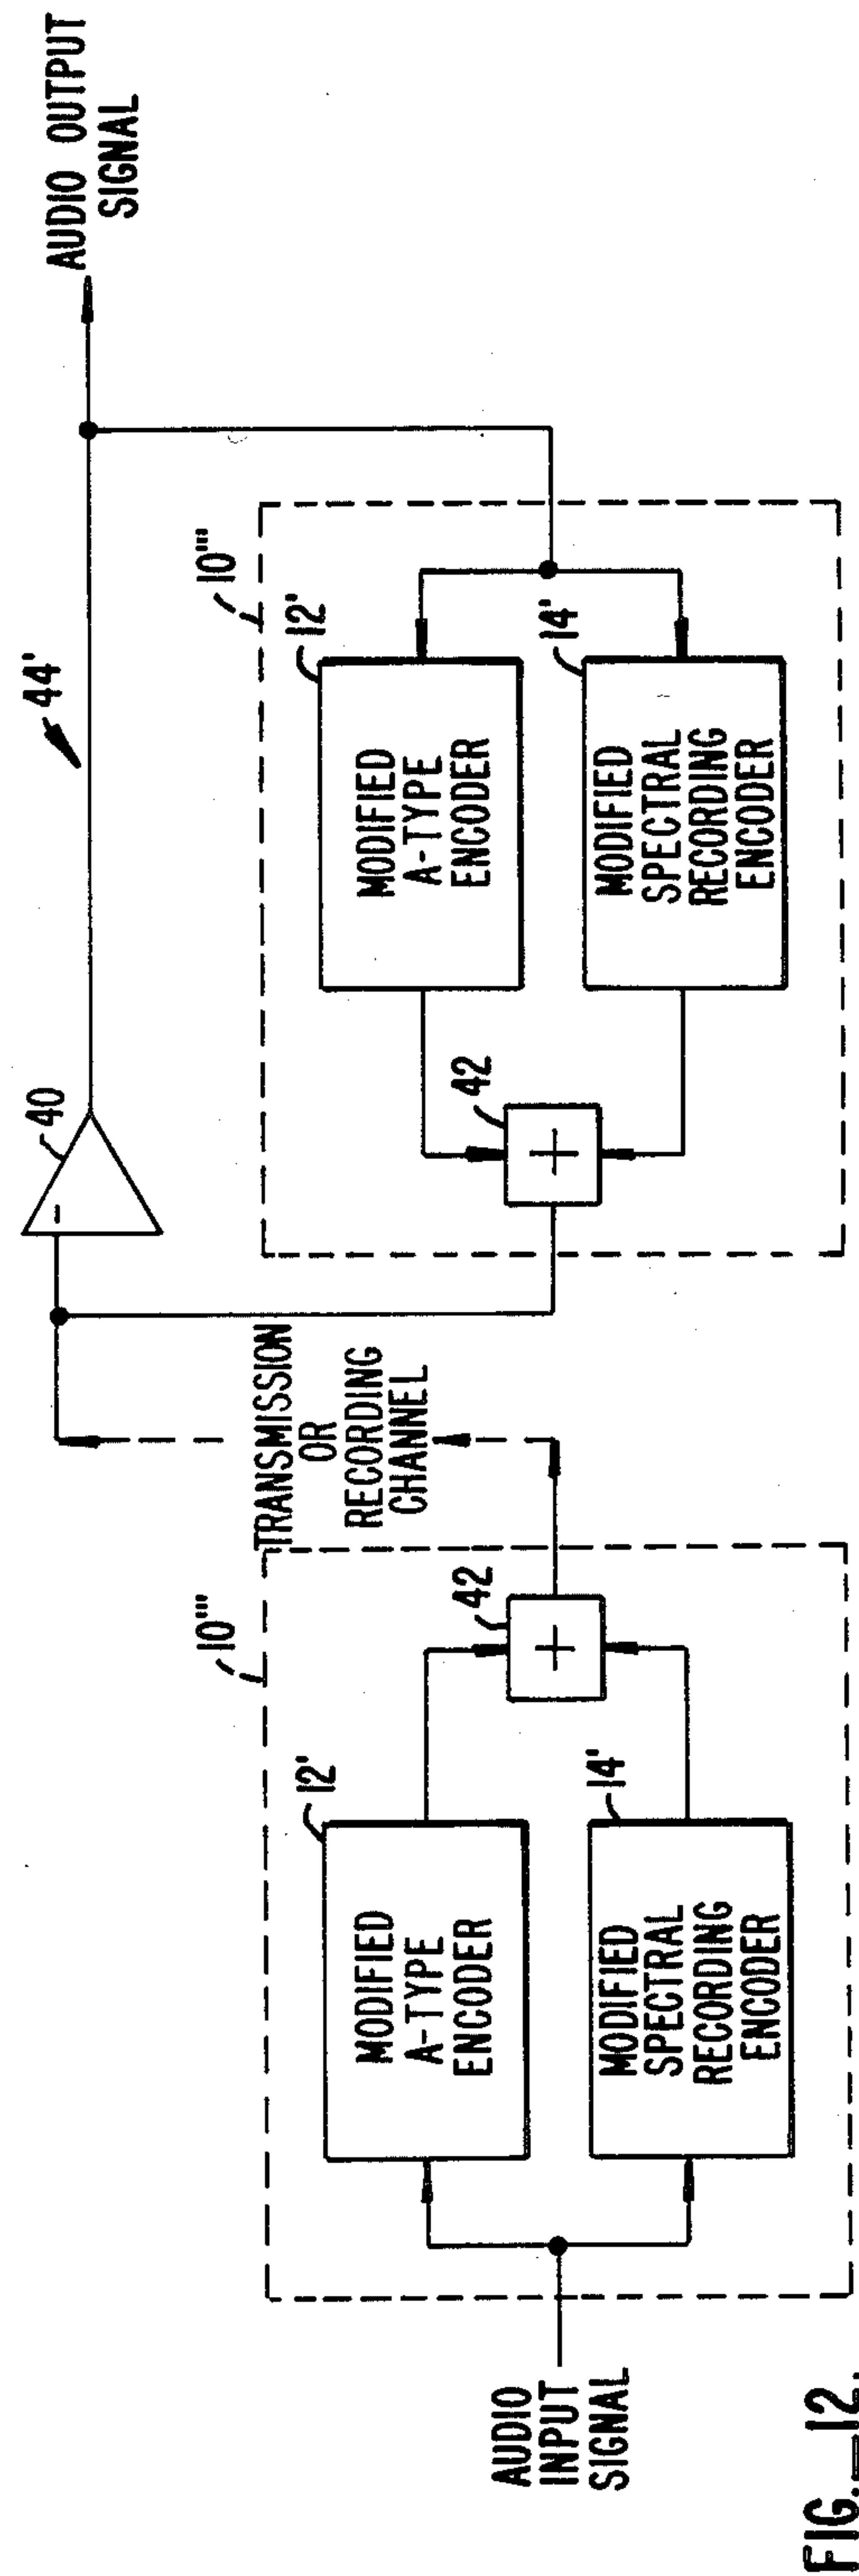 AUDIO
INPUT
SIGNAL
10'''
12'
MODIFIED
A-TYPE
ENCODER
14'
MODIFIED
SPECTRAL
RECORDING
ENCODER
42
+
TRANSMISSION
OR
RECORDING
CHANNEL
40
-
44'
10'''
42
+
12'
MODIFIED
A-TYPE
ENCODER
14'
MODIFIED
SPECTRAL
RECORDING
ENCODER
AUDIO OUTPUT
SIGNAL
FIG._12.